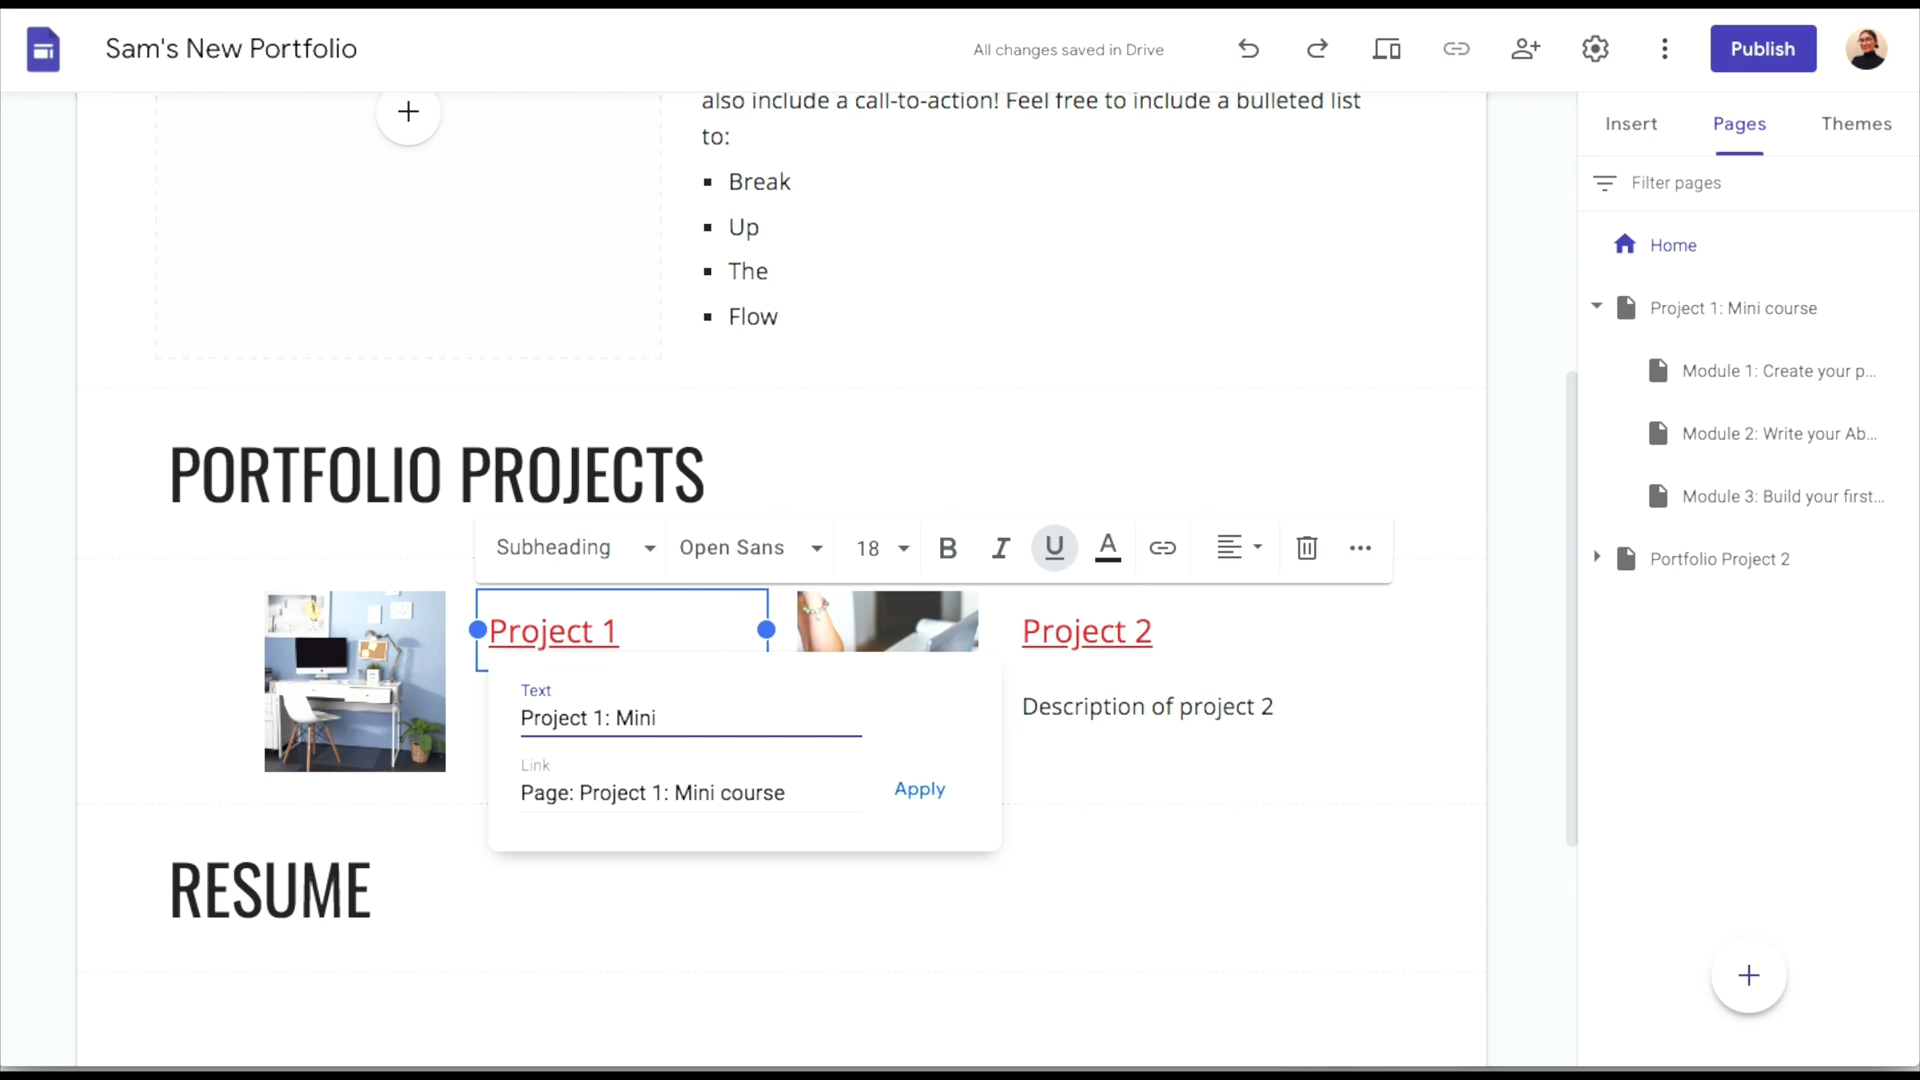 Sam's New Portfolio
All changes saved in Drive
Publish
also include a call-to-action! Feel free to include a bulleted list
to:
Break
Up
The
Flow
PORTFOLIO PROJECTS
Subheading
Open Sans
18
B
I
U
A
Project 1
Project 2
Text
Project 1: Mini
Link
Page: Project 1: Mini course
Apply
Description of project 2
RESUME
Insert
Pages
Themes
Filter pages
Home
Project 1: Mini course
Module 1: Create your p...
Module 2: Write your Ab...
Module 3: Build your first...
Portfolio Project 2